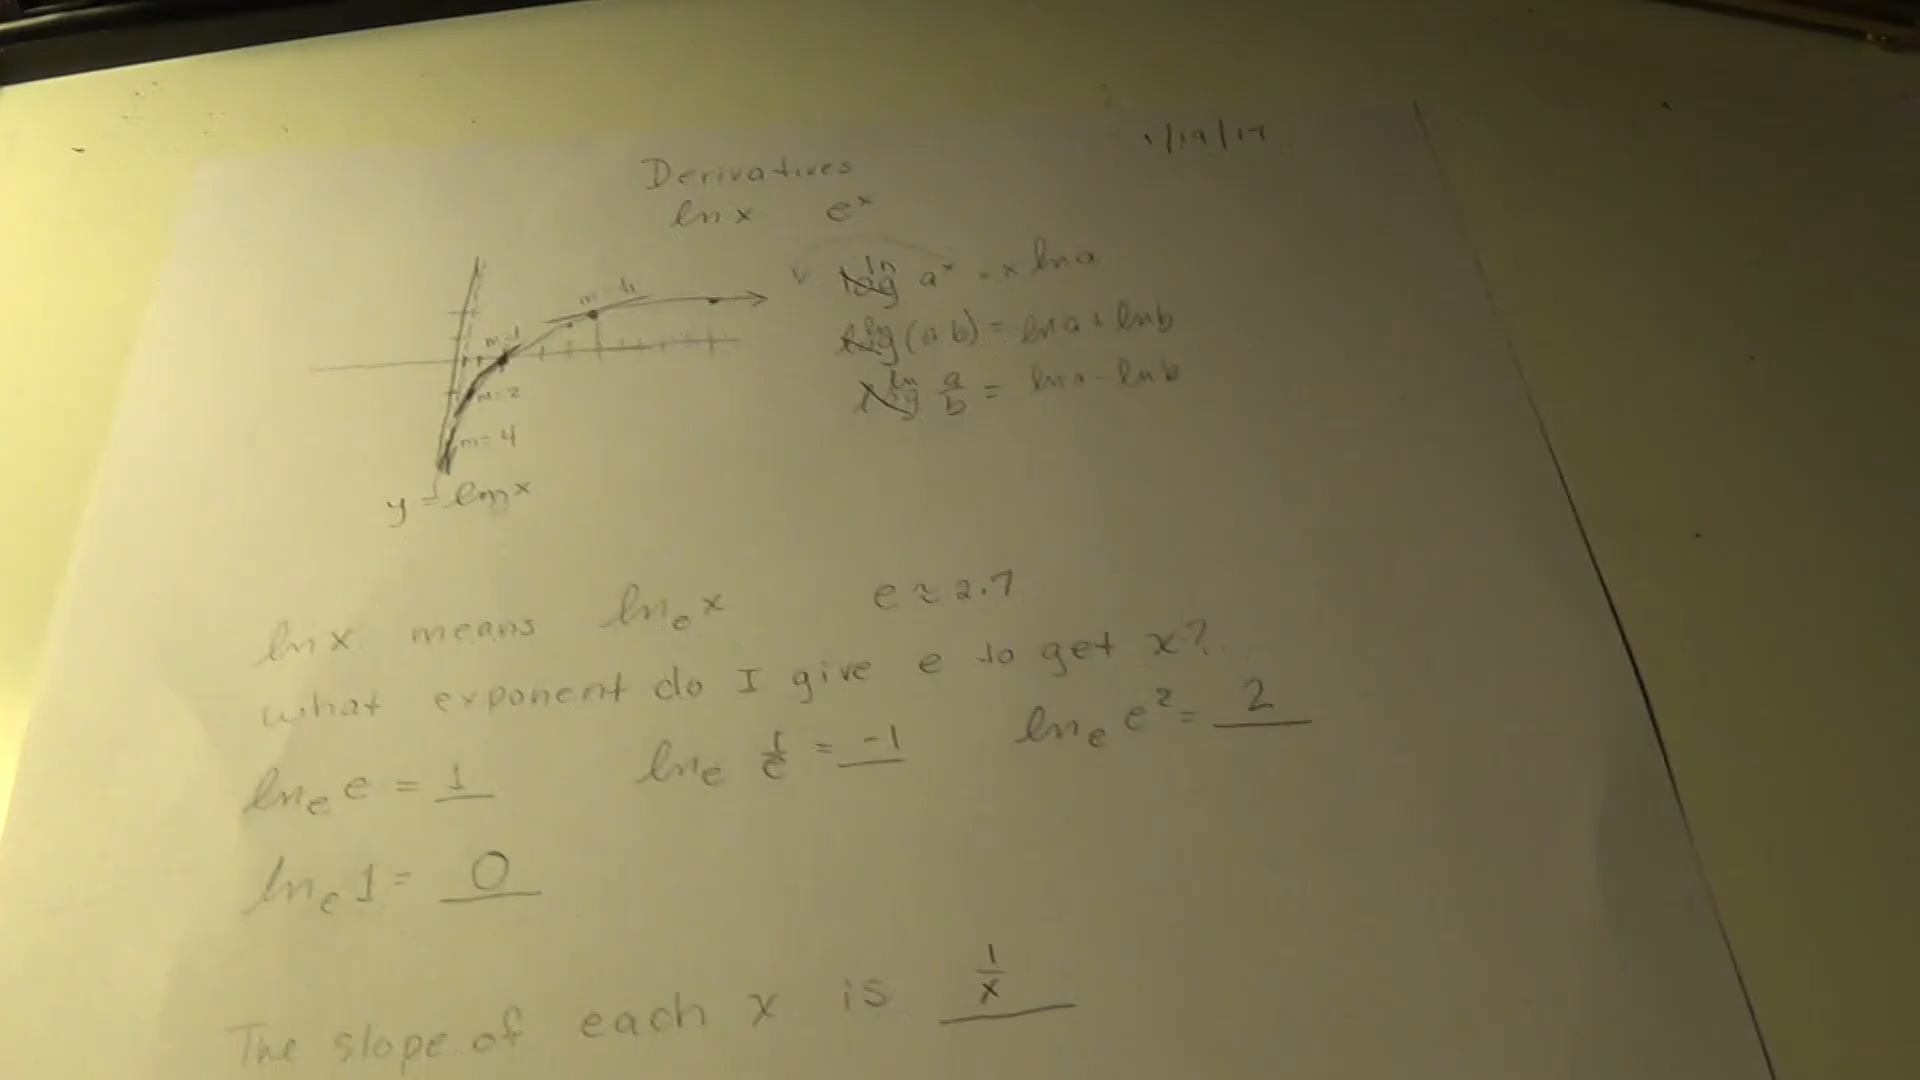 1/19/17
Derivatives
ln x    e^x
ln a^x = x ln a
ln (a b) = ln a + ln b
ln a/b = ln a - ln b
m=1
m=2
m=4
y = ln x
ln x means ln_e x    e ≈ 2.7
what exponent do I give e to get x?
ln_e e = 1    ln_e 1/e = -1    ln_e e² = 2
ln_e 1 = 0
The slope of each x is 1/x